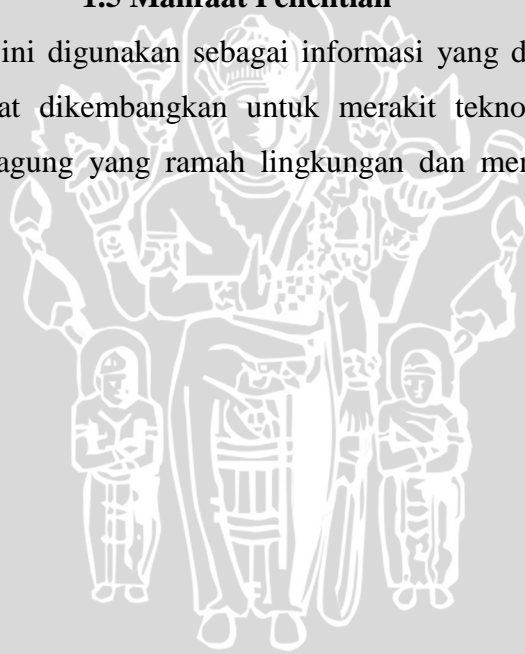 1.5 Manfaat Penelitian
ini digunakan sebagai informasi yang d
at dikembangkan untuk merakit tekno
agung yang ramah lingkungan dan mer